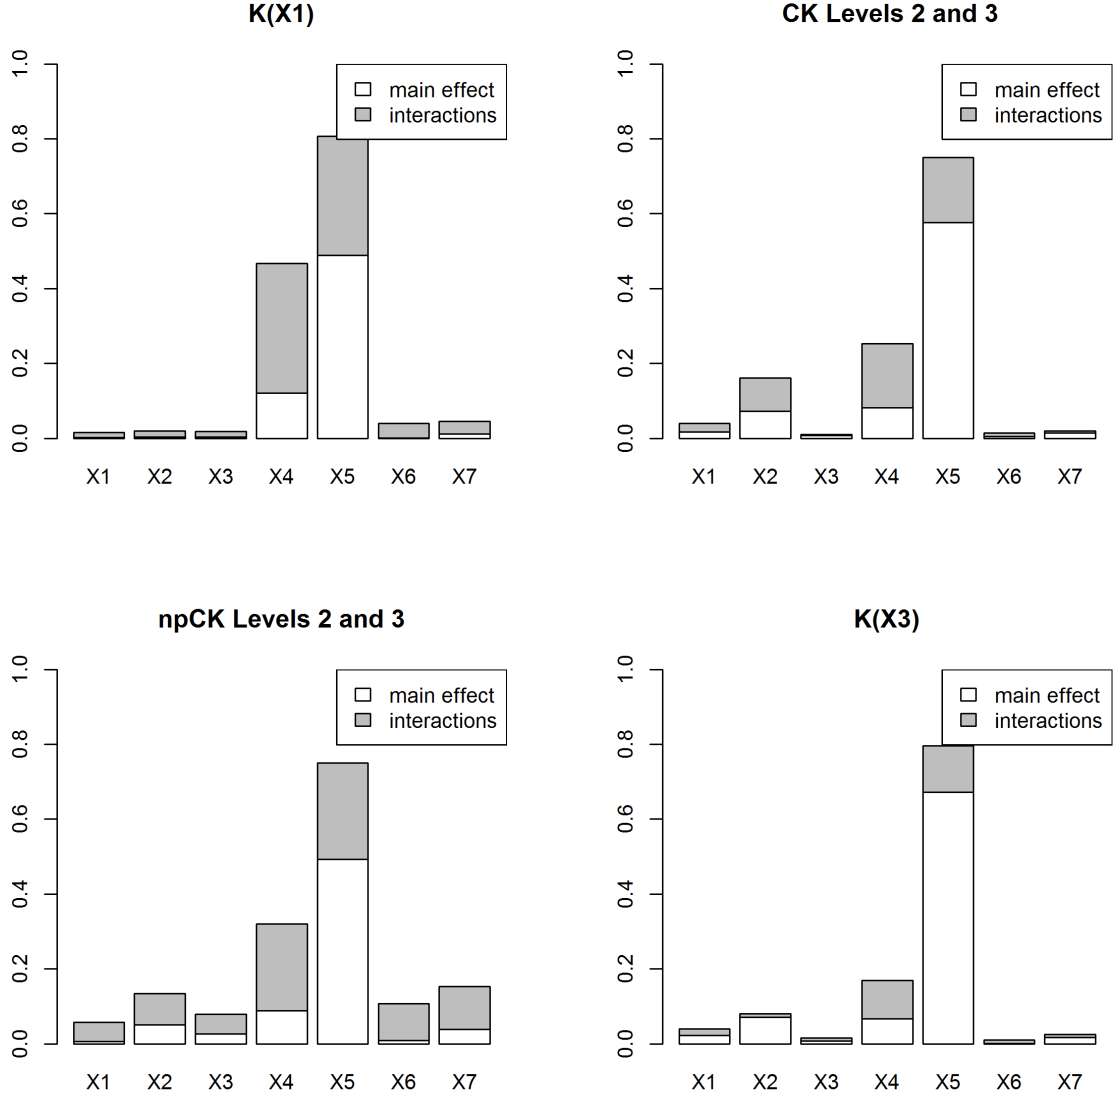 K(X1)
1.0
0.8
0.6
0.4
0.2
0.0
main effect
interactions
X1 X2 X3 X4 X5 X6 X7
CK Levels 2 and 3
1.0
0.8
0.6
0.4
0.2
0.0
main effect
interactions
X1 X2 X3 X4 X5 X6 X7
npCK Levels 2 and 3
1.0
0.8
0.6
0.4
0.2
0.0
main effect
interactions
X1 X2 X3 X4 X5 X6 X7
K(X3)
1.0
0.8
0.6
0.4
0.2
0.0
main effect
interactions
X1 X2 X3 X4 X5 X6 X7